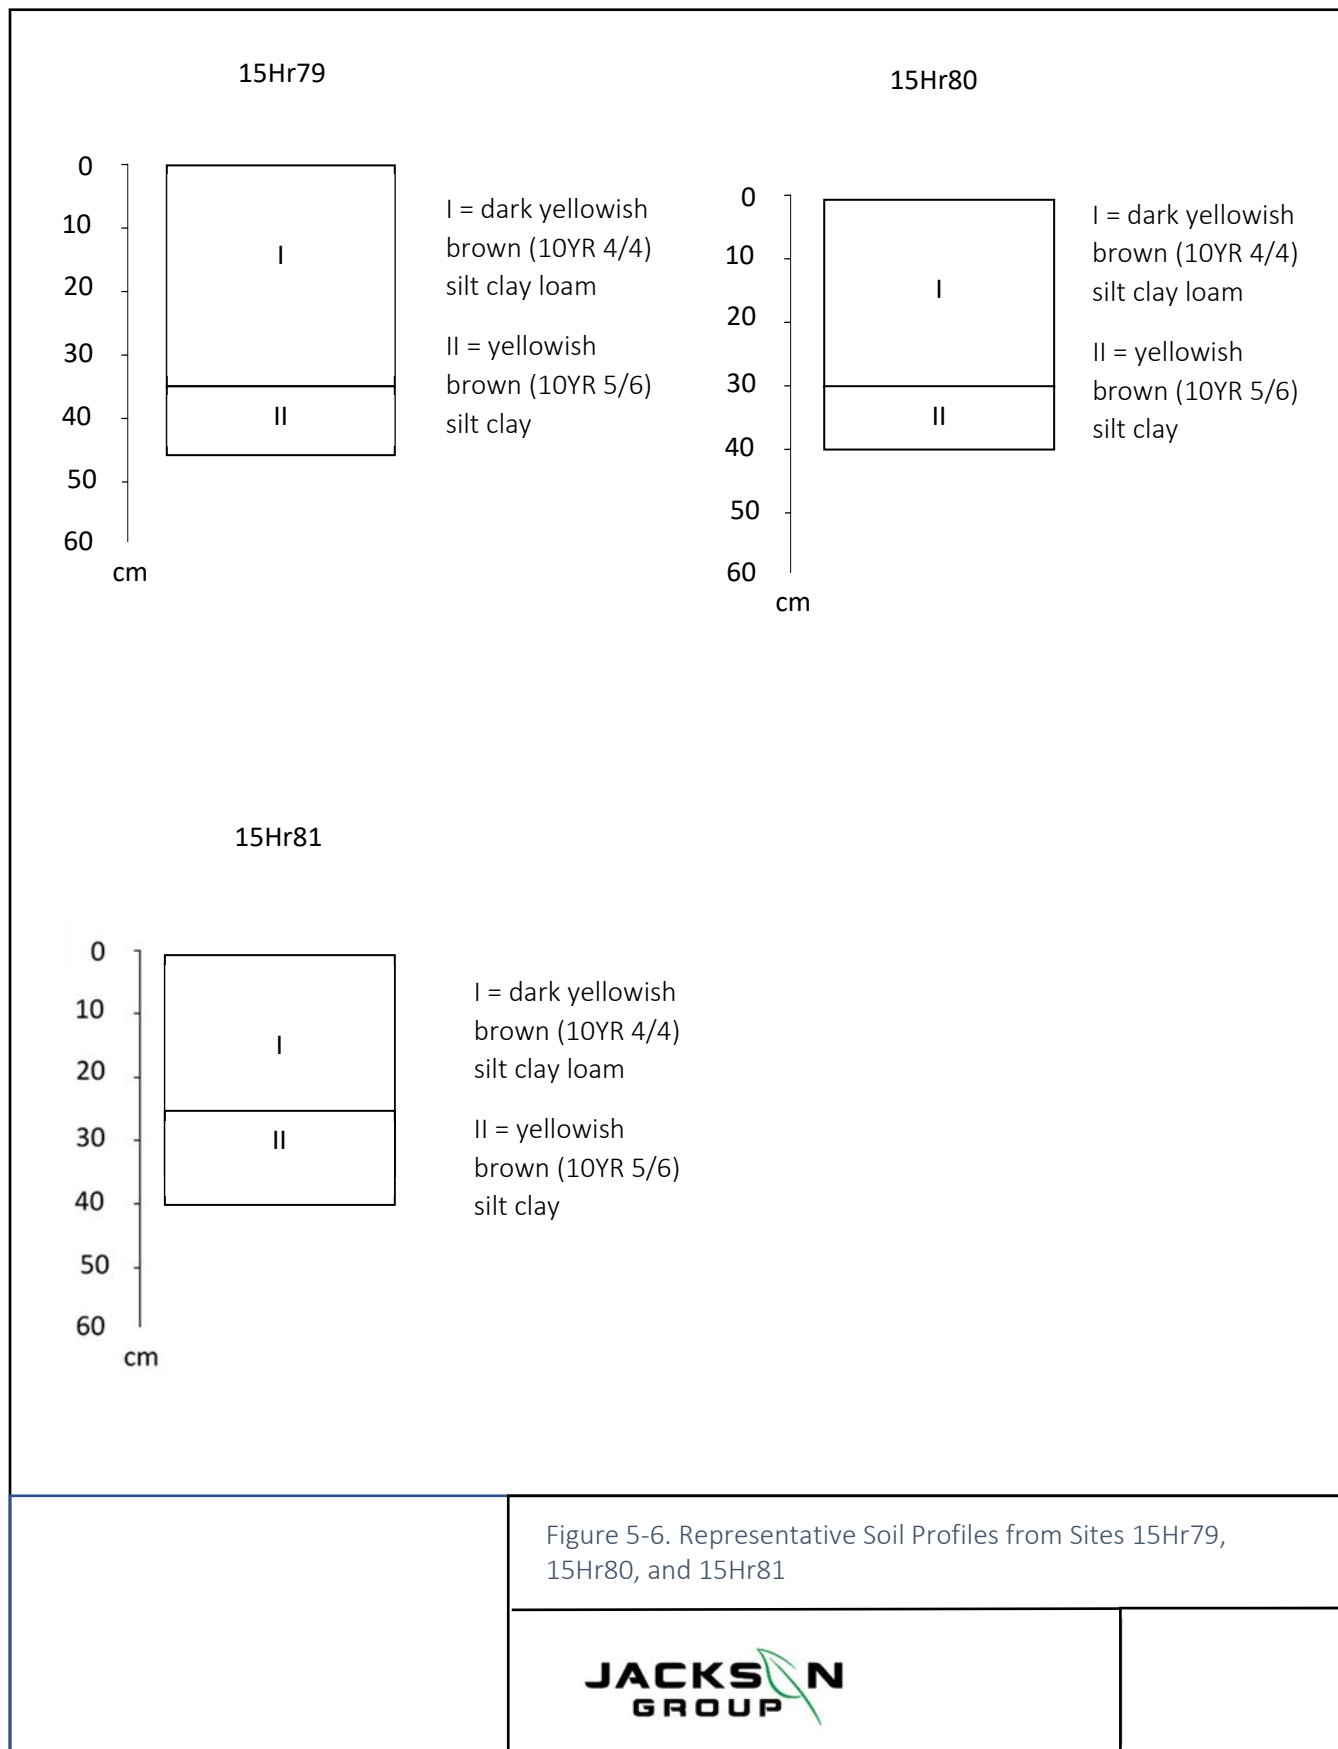 15Hr79
0
10
20
30
40
50
60
cm
I
II
I = dark yellowish
brown (10YR 4/4)
silt clay loam
II = yellowish
brown (10YR 5/6)
silt clay
15Hr80
0
10
20
30
40
50
60
cm
I
II
I = dark yellowish
brown (10YR 4/4)
silt clay loam
II = yellowish
brown (10YR 5/6)
silt clay
15Hr81
0
10
20
30
40
50
60
cm
I
II
I = dark yellowish
brown (10YR 4/4)
silt clay loam
II = yellowish
brown (10YR 5/6)
silt clay
Figure 5-6. Representative Soil Profiles from Sites 15Hr79,
15Hr80, and 15Hr81
JACKSON
GROUP